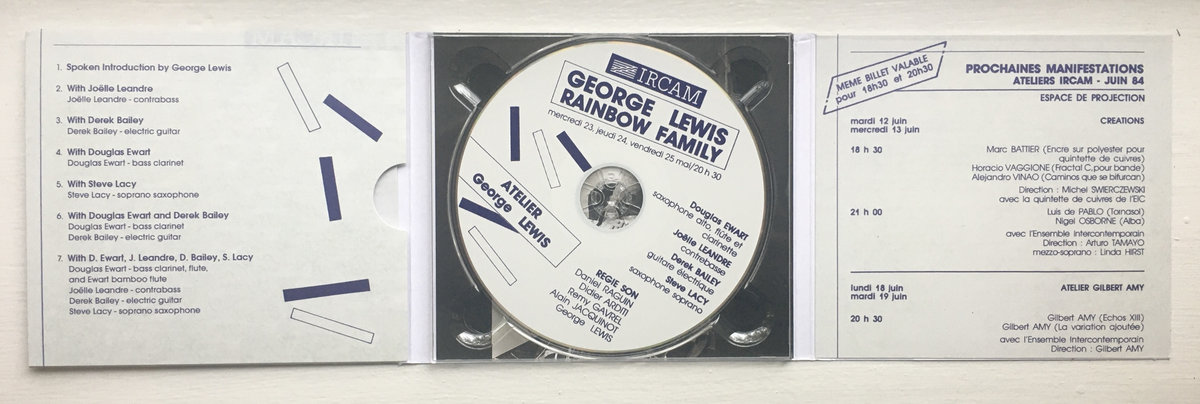 1. Spoken Introduction by George Lewis
2. With Joëlle Leandre
Joëlle Leandre - contrabass
3. With Derek Bailey
Derek Bailey - electric guitar
4. With Douglas Ewart
Douglas Ewart - bass clarinet
5. With Steve Lacy
Steve Lacy - soprano saxophone
6. With Douglas Ewart and Derek Bailey
Douglas Ewart - bass clarinet
Derek Bailey - electric guitar
7. With D. Ewart, J. Leandre, D. Bailey, S. Lacy
Douglas Ewart - bass clarinet, flute,
and Ewart bamboo flute
Joëlle Leandre - contrabass
Derek Bailey - electric guitar
Steve Lacy - soprano saxophone
IRCAM
GEORGE LEWIS
RAINBOW FAMILY
mercredi 23, jeudi 24, vendredi 25 mai/20 h 30
ATELIER
George LEWIS
Douglas EWART
saxophone alto, flûte et
clarinette
Joëlle LEANDRE
contrebasse
Derek BAILEY
guitare électrique
Steve LACY
saxophone soprano
REGIE SON
Daniel RAGUIN
Didier ARDITI
Remy GAVREL
Alain JACQUINOT
George LEWIS
MEME BILLET VALABLE
pour 18h30 et 20h30
PROCHAINES MANIFESTATIONS
ATELIERS IRCAM - JUIN 84
ESPACE DE PROJECTION
mardi 12 juin
mercredi 13 juin
CREATIONS
18 h 30
Marc BATTIER (Encre sur polyester pour
quintette de cuivres)
Horacio VAGGIONE (Fractal C, pour bande)
Alejandro VINAO (Caminos que se bifurcan)
Direction : Michel SWIERCZEWSKI
avec la quintette de cuivres de l'EIC
21 h 00
Luis de PABLO (Tornasol)
Nigel OSBORNE (Alba)
avec l'Ensemble Intercontemporain
Direction : Arturo TAMAYO
mezzo-soprano : Linda HIRST
lundi 18 juin
mardi 19 juin
ATELIER GILBERT AMY
20 h 30
Gilbert AMY (Echos XIII)
Gilbert AMY (La variation ajoutée)
avec l'Ensemble Intercontemporain
Direction : Gilbert AMY